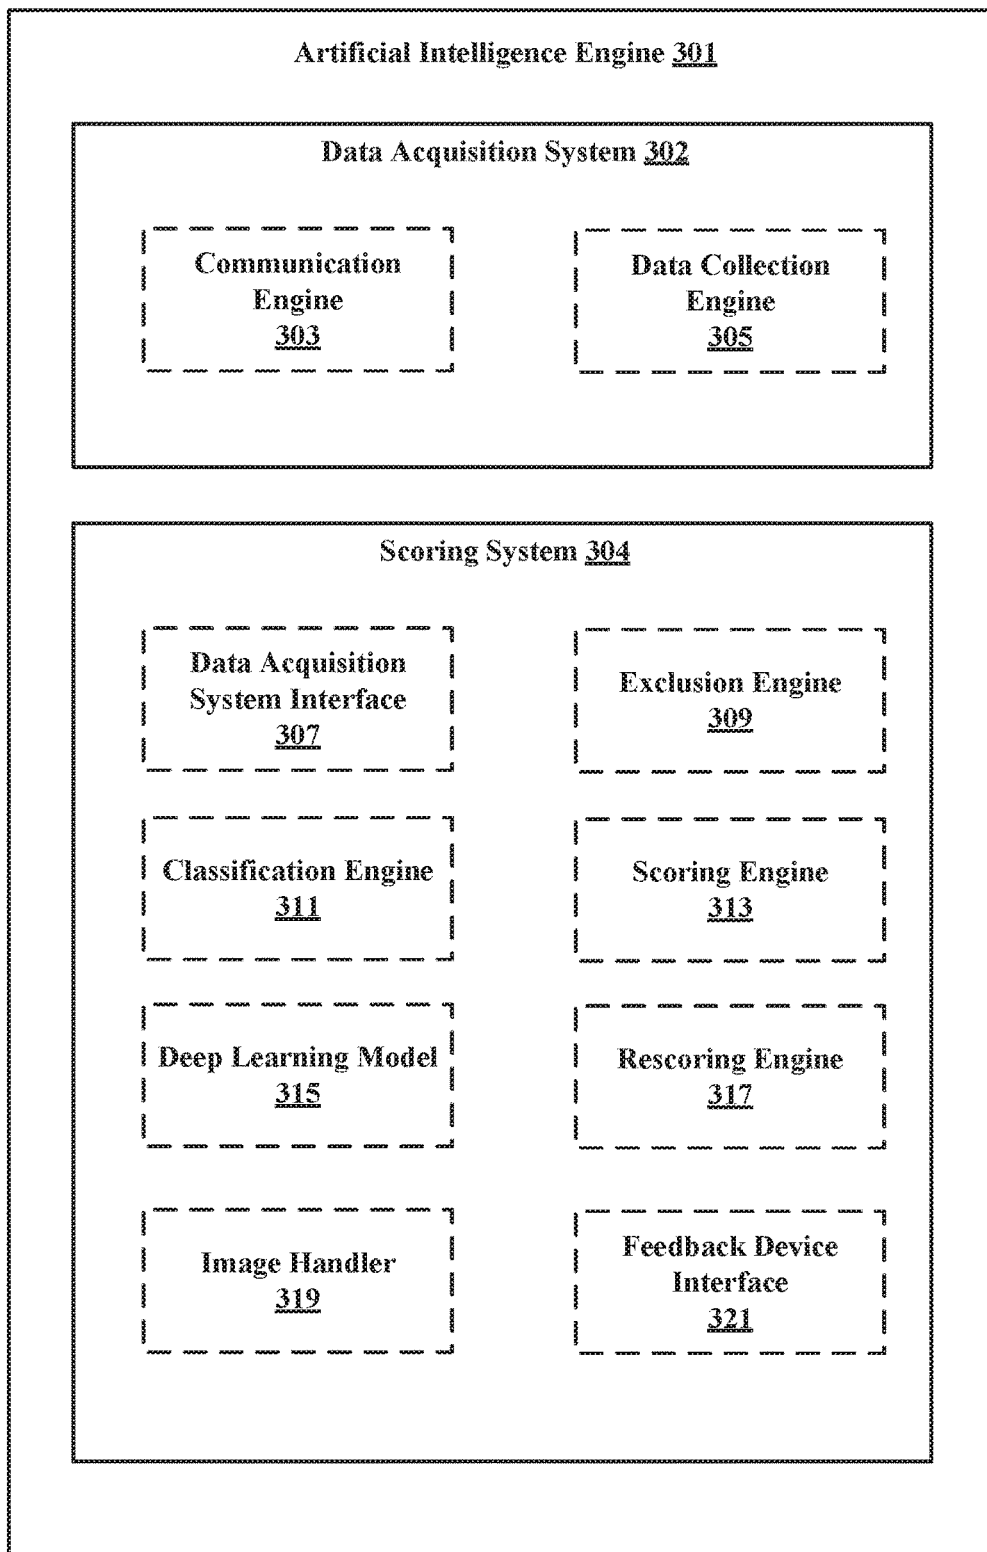 Artificial Intelligence Engine 301
Data Acquisition System 302
Communication
Engine
303
Data Collection
Engine
305
Scoring System 304
Data Acquisition
System Interface
307
Exclusion Engine
309
Classification Engine
311
Scoring Engine
313
Deep Learning Model
315
Rescoring Engine
317
Image Handler
319
Feedback Device
Interface
321